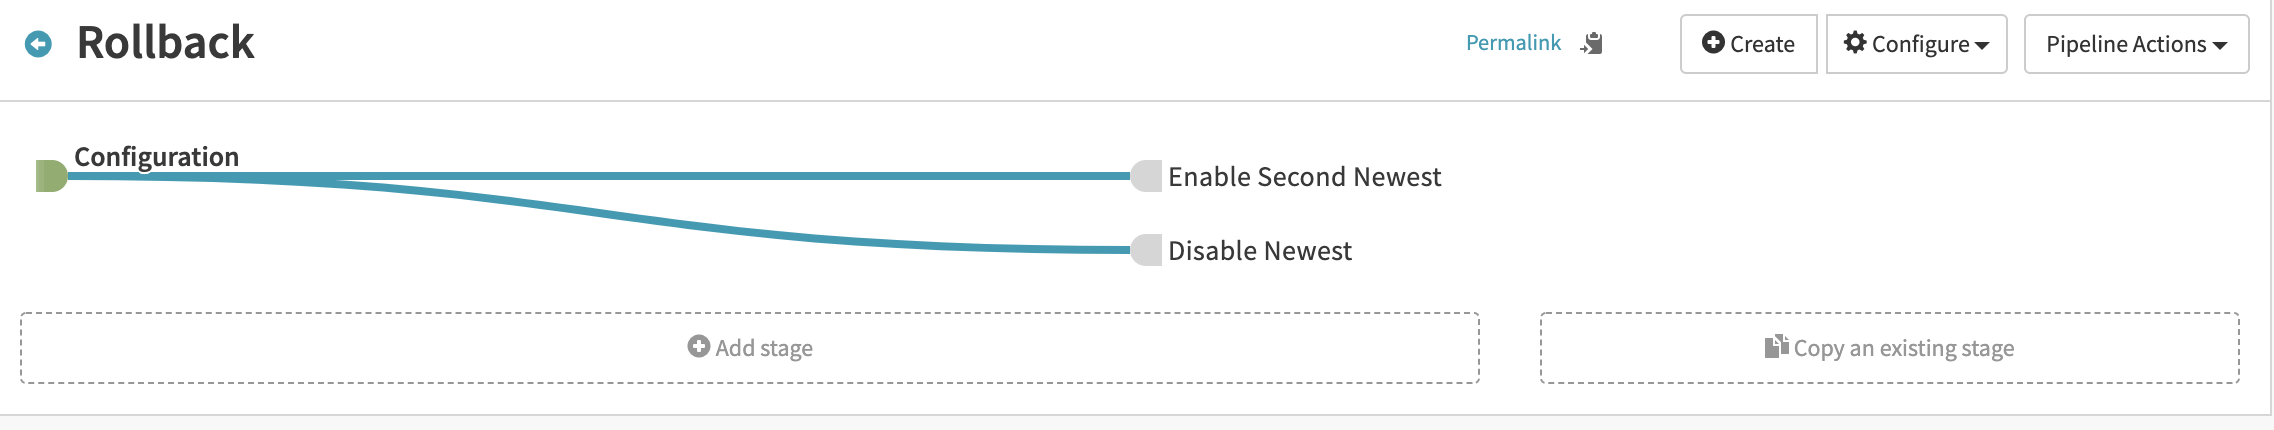 Rollback
Permalink
Create
Configure
Pipeline Actions
Configuration
Enable Second Newest
Disable Newest
Add stage
Copy an existing stage